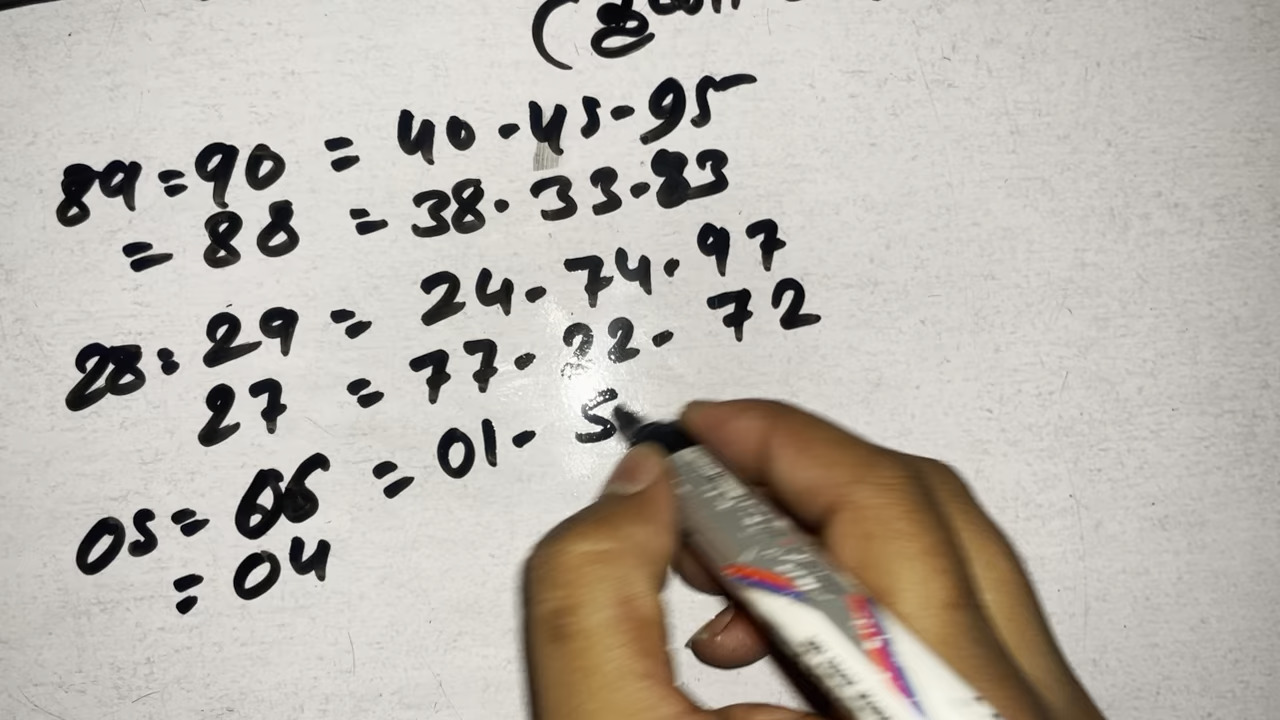 89 = 90 = 40 - 45 - 95
= 88 = 38 - 33 - 83
28 = 29 = 24 - 74 - 97
27 = 77 - 22 - 72
05 = 06 = 01 - 5
= 04